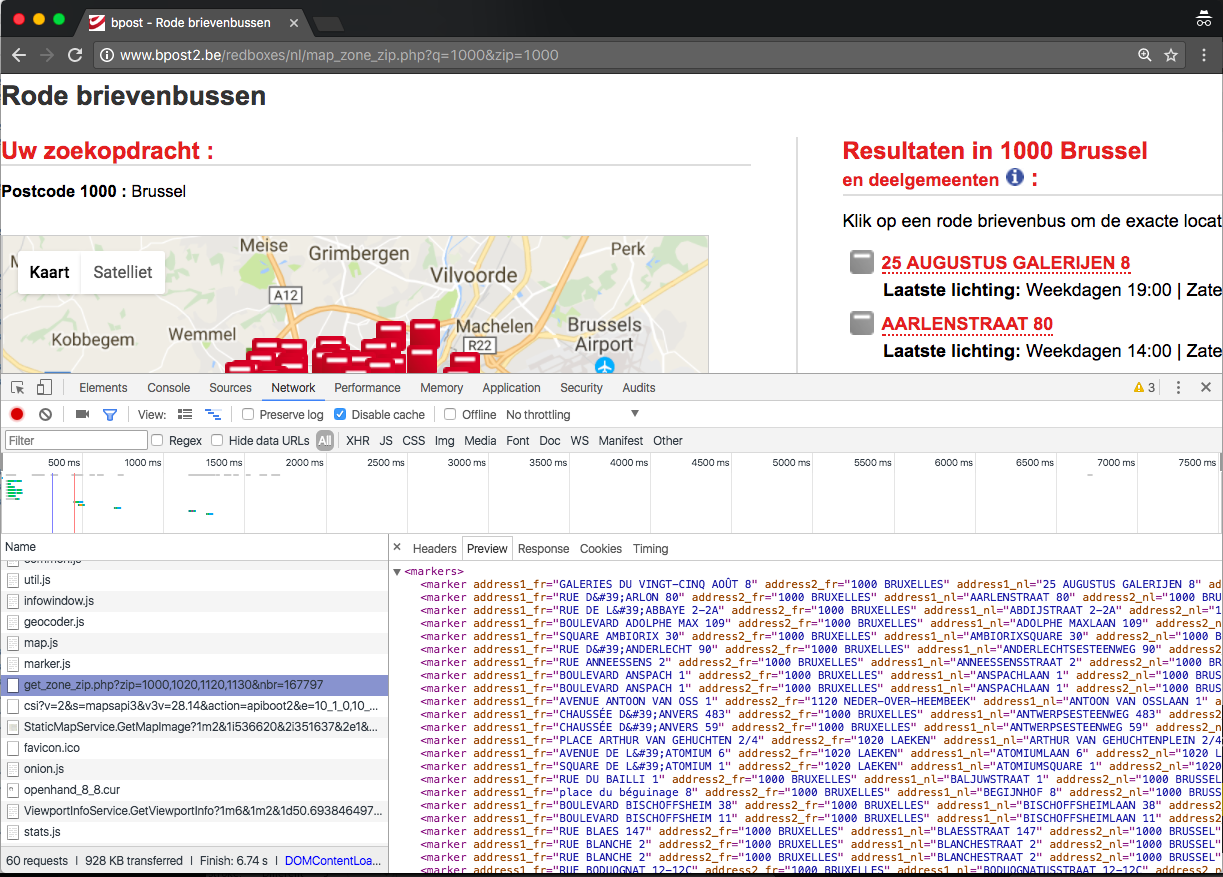 bpost - Rode brievenbussen
www.bpost2.be/redboxes/nl/map_zone_zip.php?q=1000&zip=1000
Rode brievenbussen
Uw zoekopdracht :
Postcode 1000 : Brussel
Kaart Satelliet
Meise
Grimbergen
Perk
Vilvoorde
A12
Kobbegem
Wemmel
Machelen
R22
Brussels
Airport
Resultaten in 1000 Brussel
en deelgemeenten i :
Klik op een rode brievenbus om de exacte locat
25 AUGUSTUS GALERIJEN 8
Laatste lichting: Weekdagen 19:00 | Zate
AARLENSTRAAT 80
Laatste lichting: Weekdagen 14:00 | Zate
Elements Console Sources Network Performance Memory Application Security Audits 3
View: Preserve log Disable cache Offline No throttling
Filter Regex Hide data URLs All XHR JS CSS Img Media Font Doc WS Manifest Other
500 ms 1000 ms 1500 ms 2000 ms 2500 ms 3000 ms 3500 ms 4000 ms 4500 ms 5000 ms 5500 ms 6000 ms 6500 ms 7000 ms 7500 ms
Name
common.js
util.js
infowindow.js
geocoder.js
map.js
marker.js
get_zone_zip.php?zip=1000,1020,1120,1130&nbr=167797
csi?v=2&s=mapsapi3&v3v=28.14&action=apiboot2&e=10_1_0,10_...
StaticMapService.GetMapImage?1m2&1i536620&2i351637&2e1&...
favicon.ico
onion.js
openhand_8_8.cur
ViewportInfoService.GetViewportInfo?1m6&1m2&1d50.693846497...
stats.js
60 requests | 928 KB transferred | Finish: 6.74 s | DOMContentLoa...
Headers Preview Response Cookies Timing
<markers>
<marker address1_fr="GALERIES DU VINGT-CINQ AOÛT 8" address2_fr="1000 BRUXELLES" address1_nl="25 AUGUSTUS GALERIJEN 8" ad
<marker address1_fr="RUE D&#39;ARLON 80" address2_fr="1000 BRUXELLES" address1_nl="AARLENSTRAAT 80" address2_nl="1000 BRU
<marker address1_fr="RUE DE L&#39;ABBAYE 2-2A" address2_fr="1000 BRUXELLES" address1_nl="ABDIJSTRAAT 2-2A" address2_nl="1
<marker address1_fr="BOULEVARD ADOLPHE MAX 109" address2_fr="1000 BRUXELLES" address1_nl="ADOLPHE MAXLAAN 109" address2_n
<marker address1_fr="SQUARE AMBIORIX 30" address2_fr="1000 BRUXELLES" address1_nl="AMBIORIXSQUARE 30" address2_nl="1000 B
<marker address1_fr="RUE D&#39;ANDERLECHT 90" address2_fr="1000 BRUXELLES" address1_nl="ANDERLECHTSESTEENWEG 90" address2
<marker address1_fr="RUE ANNEESSENS 2" address2_fr="1000 BRUXELLES" address1_nl="ANNEESSENSSTRAAT 2" address2_nl="1000 BR
<marker address1_fr="BOULEVARD ANSPACH 1" address2_fr="1000 BRUXELLES" address1_nl="ANSPACHLAAN 1" address2_nl="1000 BRUS
<marker address1_fr="BOULEVARD ANSPACH 1" address2_fr="1000 BRUXELLES" address1_nl="ANSPACHLAAN 1" address2_nl="1000 BRUS
<marker address1_fr="AVENUE ANTOON VAN OSS 1" address2_fr="1120 NEDER-OVER-HEEMBEEK" address1_nl="ANTOON VAN OSSLAAN 1" a
<marker address1_fr="CHAUSSÉE D&#39;ANVERS 483" address2_fr="1000 BRUXELLES" address1_nl="ANTWERPSESTEENWEG 483" address2
<marker address1_fr="CHAUSSÉE D&#39;ANVERS 59" address2_fr="1000 BRUXELLES" address1_nl="ANTWERPSESTEENWEG 59" address2_n
<marker address1_fr="PLACE ARTHUR VAN GEHUCHTEN 2/4" address2_fr="1020 LAEKEN" address1_nl="ARTHUR VAN GEHUCHTENPLEIN 2/4
<marker address1_fr="AVENUE DE L&#39;ATOMIUM 6" address2_fr="1020 LAEKEN" address1_nl="ATOMIUMLAAN 6" address2_nl="1020 L
<marker address1_fr="SQUARE DE L&#39;ATOMIUM 1" address2_fr="1020 LAEKEN" address1_nl="ATOMIUMSQUARE 1" address2_nl="1020
<marker address1_fr="RUE DU BAILLI 1" address2_fr="1000 BRUXELLES" address1_nl="BALJUWSTRAAT 1" address2_nl="1000 BRUSSEL
<marker address1_fr="place du béguinage 8" address2_fr="1000 BRUXELLES" address1_nl="BEGIJNHOF 8" address2_nl="1000 BRUSS
<marker address1_fr="BOULEVARD BISCHOFFSHEIM 38" address2_fr="1000 BRUXELLES" address1_nl="BISCHOFFSHEIMLAAN 38" address2
<marker address1_fr="BOULEVARD BISCHOFFSHEIM 11" address2_fr="1000 BRUXELLES" address1_nl="BISCHOFFSHEIMLAAN 11" address2
<marker address1_fr="RUE BLAES 147" address2_fr="1000 BRUXELLES" address1_nl="BLAESSTRAAT 147" address2_nl="1000 BRUSSEL"
<marker address1_fr="RUE BLANCHE 2" address2_fr="1000 BRUXELLES" address1_nl="BLANCHESTRAAT 2" address2_nl="1000 BRUSSEL"
<marker address1_fr="RUE BLANCHE 2" address2_fr="1000 BRUXELLES" address1_nl="BLANCHESTRAAT 2" address2_nl="1000 BRUSSEL"
<marker address1_fr="RUE BODUOGNAT 12-12C" address2_fr="1000 BRUXELLES" address1_nl="BODUOGNATUSSTRAAT 12-12C" address2_n